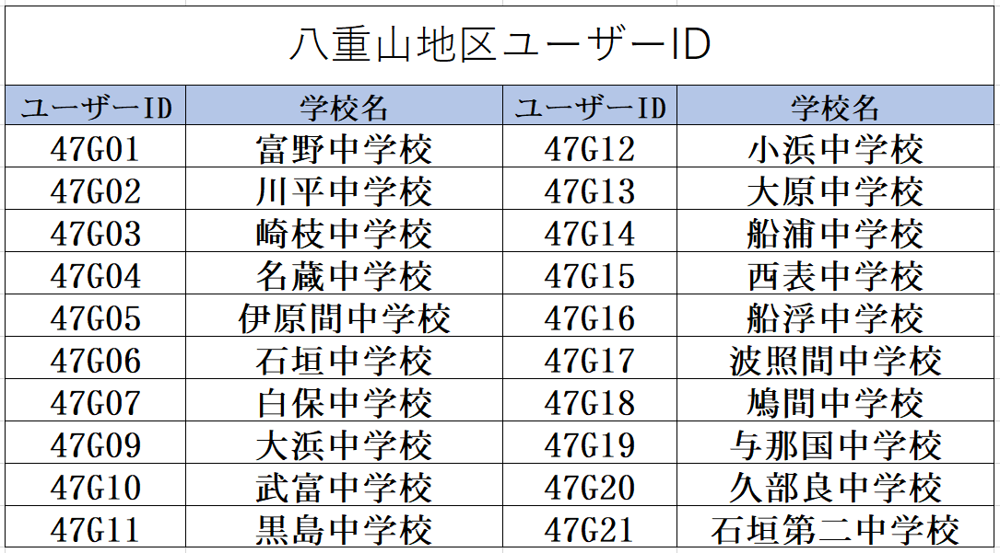 八重山地区ユーザーID
ユーザーID 学校名 ユーザーID 学校名
47G01 富野中学校 47G12 小浜中学校
47G02 川平中学校 47G13 大原中学校
47G03 崎枝中学校 47G14 船浦中学校
47G04 名蔵中学校 47G15 西表中学校
47G05 伊原間中学校 47G16 船浮中学校
47G06 石垣中学校 47G17 波照間中学校
47G07 白保中学校 47G18 鳩間中学校
47G09 大浜中学校 47G19 与那国中学校
47G10 武富中学校 47G20 久部良中学校
47G11 黒島中学校 47G21 石垣第二中学校